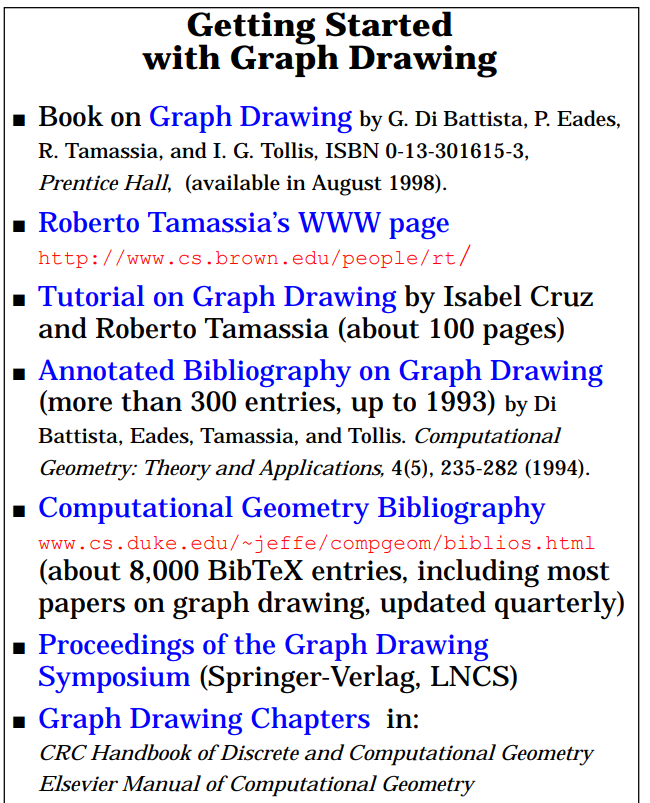 Getting Started
with Graph Drawing
■ Book on Graph Drawing by G. Di Battista, P. Eades,
R. Tamassia, and I. G. Tollis, ISBN 0-13-301615-3,
Prentice Hall, (available in August 1998).
■ Roberto Tamassia's WWW page
http://www.cs.brown.edu/people/rt/
■ Tutorial on Graph Drawing by Isabel Cruz
and Roberto Tamassia (about 100 pages)
■ Annotated Bibliography on Graph Drawing
(more than 300 entries, up to 1993) by Di
Battista, Eades, Tamassia, and Tollis. Computational
Geometry: Theory and Applications, 4(5), 235-282 (1994).
■ Computational Geometry Bibliography
www.cs.duke.edu/~jeffe/compgeom/biblios.html
(about 8,000 BibTeX entries, including most
papers on graph drawing, updated quarterly)
■ Proceedings of the Graph Drawing
Symposium (Springer-Verlag, LNCS)
■ Graph Drawing Chapters in:
CRC Handbook of Discrete and Computational Geometry
Elsevier Manual of Computational Geometry